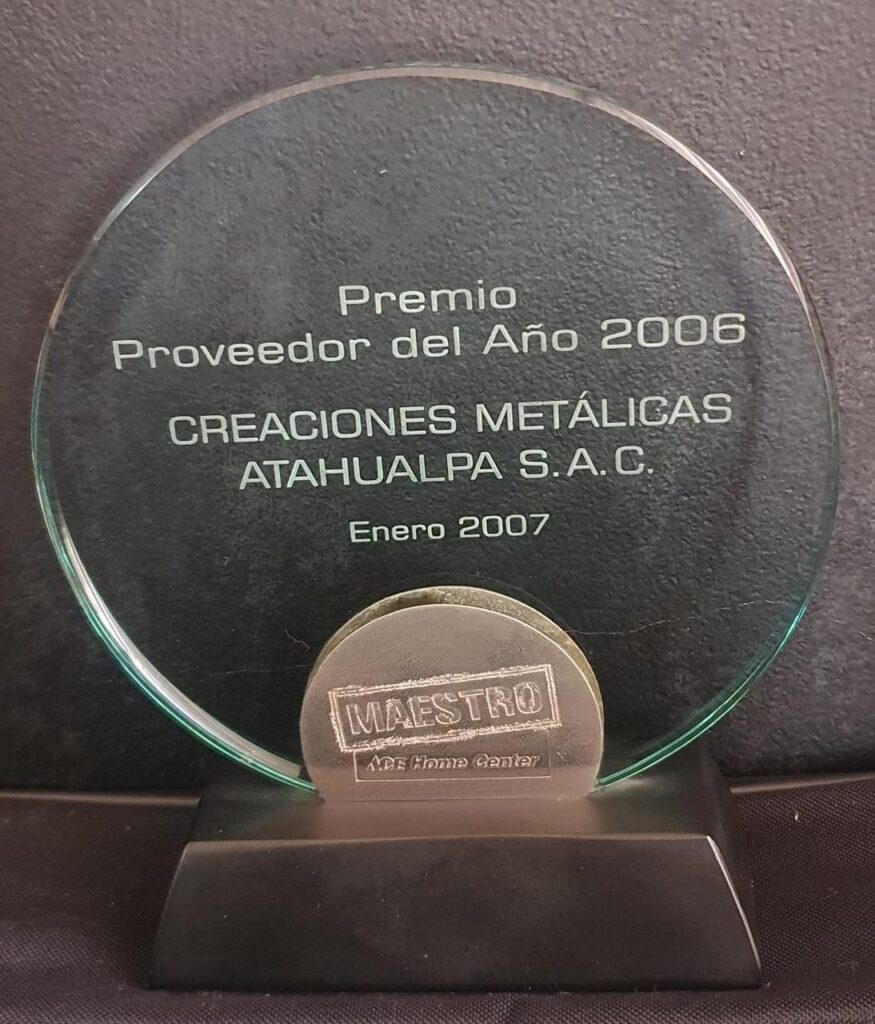 Premio
Proveedor del Año 2006
CREACIONES METÁLICAS
ATAHUALPA S.A.C.
Enero 2007
MAESTRO
ACE Home Center